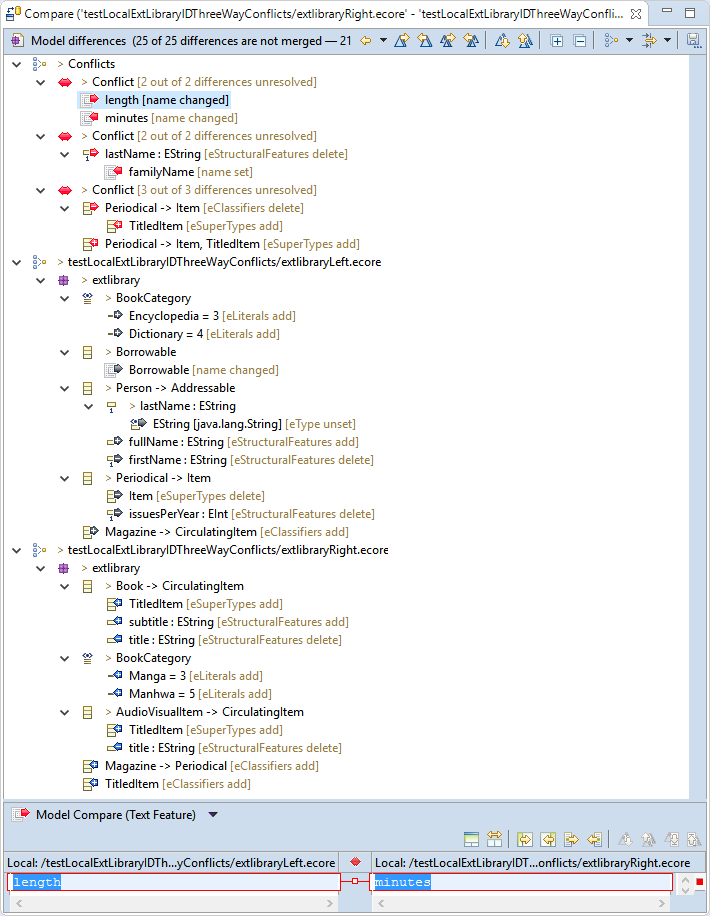 Compare ('testLocalExtLibraryIDThreeWayConflicts/extlibraryRight.ecore' - 'testLocalExtLibraryIDThreeWayConfli...
Model differences (25 of 25 differences are not merged — 21
> Conflicts
> Conflict [2 out of 2 differences unresolved]
length [name changed]
minutes [name changed]
> Conflict [2 out of 2 differences unresolved]
lastName : EString [eStructuralFeatures delete]
familyName [name set]
> Conflict [3 out of 3 differences unresolved]
Periodical -> Item [eClassifiers delete]
TitledItem [eSuperTypes add]
Periodical -> Item, TitledItem [eSuperTypes add]
> testLocalExtLibraryIDThreeWayConflicts/extlibraryLeft.ecore
> extlibrary
> BookCategory
Encyclopedia = 3 [eLiterals add]
Dictionary = 4 [eLiterals add]
> Borrowable
Borrowable [name changed]
> Person -> Addressable
> lastName : EString
EString [java.lang.String] [eType unset]
fullName : EString [eStructuralFeatures add]
firstName : EString [eStructuralFeatures delete]
> Periodical -> Item
Item [eSuperTypes delete]
issuesPerYear : EInt [eStructuralFeatures delete]
Magazine -> CirculatingItem [eClassifiers add]
> testLocalExtLibraryIDThreeWayConflicts/extlibraryRight.ecore
> extlibrary
> Book -> CirculatingItem
TitledItem [eSuperTypes add]
subtitle : EString [eStructuralFeatures add]
title : EString [eStructuralFeatures delete]
> BookCategory
Manga = 3 [eLiterals add]
Manhwa = 5 [eLiterals add]
> AudioVisualItem -> CirculatingItem
TitledItem [eSuperTypes add]
title : EString [eStructuralFeatures delete]
Magazine -> Periodical [eClassifiers add]
TitledItem [eClassifiers add]
Model Compare (Text Feature)
Local: /testLocalExtLibraryIDTh...yConflicts/extlibraryLeft.ecore
Local: /testLocalExtLibraryIDT...onflicts/extlibraryRight.ecore
length
minutes